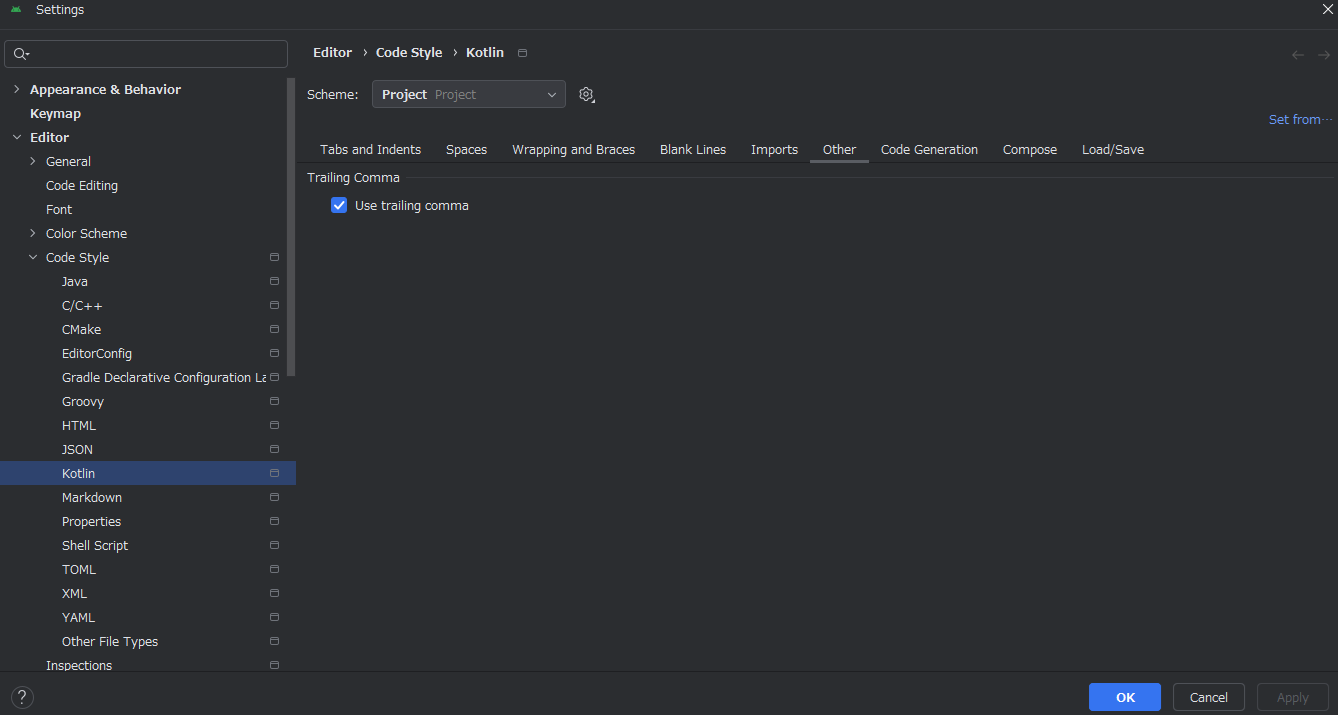 Settings
Editor › Code Style › Kotlin
Scheme: Project Project
Set from...
Tabs and Indents Spaces Wrapping and Braces Blank Lines Imports Other Code Generation Compose Load/Save
Trailing Comma
Use trailing comma
Appearance & Behavior
Keymap
Editor
General
Code Editing
Font
Color Scheme
Code Style
Java
C/C++
CMake
EditorConfig
Gradle Declarative Configuration La
Groovy
HTML
JSON
Kotlin
Markdown
Properties
Shell Script
TOML
XML
YAML
Other File Types
Inspections
?
OK Cancel Apply